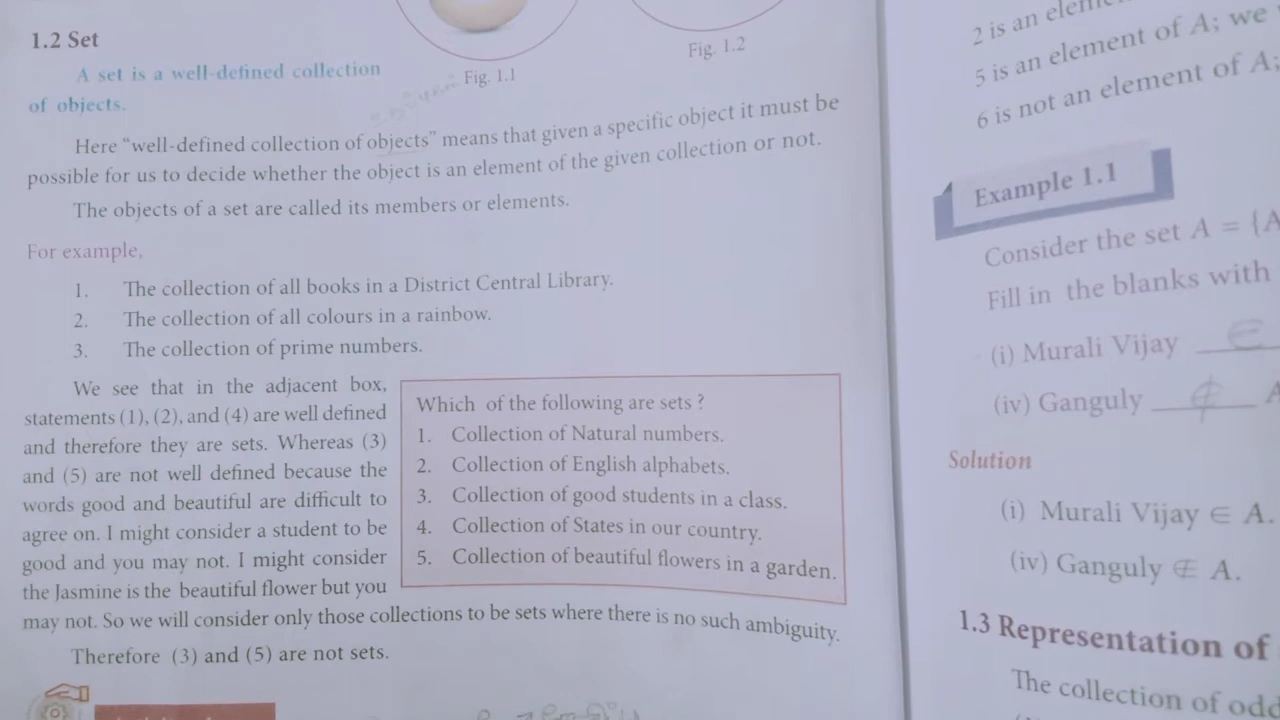 1.2 Set
A set is a well-defined collection
of objects.
Fig. 1.1
Fig. 1.2
Here “well-defined collection of objects” means that given a specific object it must be
possible for us to decide whether the object is an element of the given collection or not.
The objects of a set are called its members or elements.
For example,
1. The collection of all books in a District Central Library.
2. The collection of all colours in a rainbow.
3. The collection of prime numbers.
We see that in the adjacent box,
statements (1), (2), and (4) are well defined
and therefore they are sets. Whereas (3)
and (5) are not well defined because the
words good and beautiful are difficult to
agree on. I might consider a student to be
good and you may not. I might consider
the Jasmine is the beautiful flower but you
may not. So we will consider only those collections to be sets where there is no such ambiguity.
Therefore (3) and (5) are not sets.
Which of the following are sets ?
1. Collection of Natural numbers.
2. Collection of English alphabets.
3. Collection of good students in a class.
4. Collection of States in our country.
5. Collection of beautiful flowers in a garden.
2 is an
5 is an element of A; we
6 is not an element of A;
Example 1.1
Consider the set A = {A
Fill in the blanks with
(i) Murali Vijay ∈
(iv) Ganguly ∉ A
Solution
(i) Murali Vijay ∈ A.
(iv) Ganguly ∉ A.
1.3 Representation of
The collection of odd